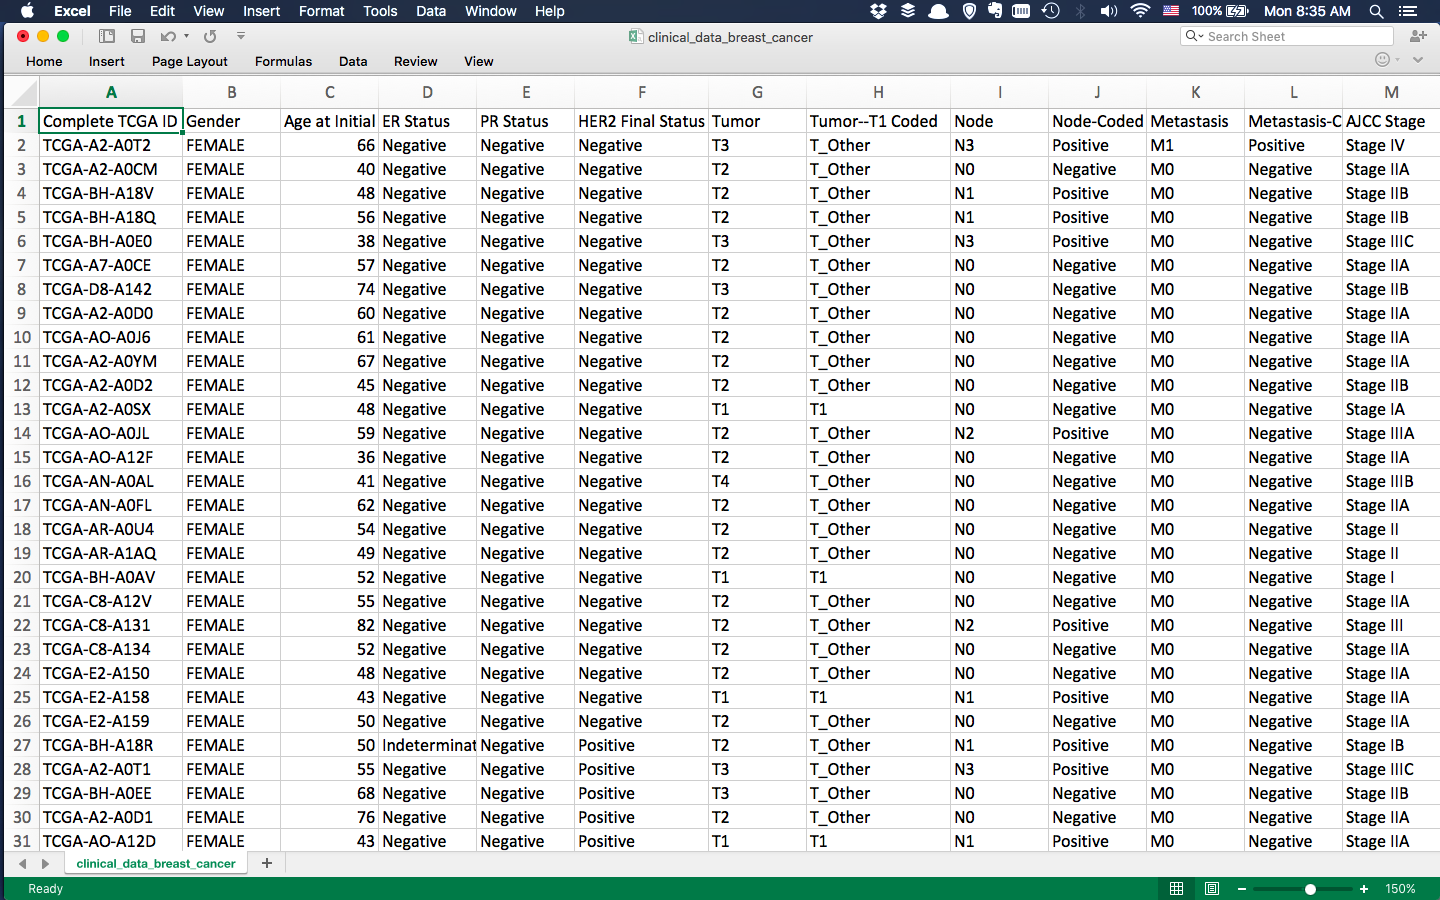 Excel File Edit View Insert Format Tools Data Window Help 100% Mon 8:35 AM
clinical_data_breast_cancer Search Sheet
Home Insert Page Layout Formulas Data Review View
A B C D E F G H I J K L M
1 Complete TCGA ID Gender Age at Initial ER Status PR Status HER2 Final Status Tumor Tumor--T1 Coded Node Node-Coded Metastasis Metastasis-C AJCC Stage
2 TCGA-A2-A0T2 FEMALE 66 Negative Negative Negative T3 T_Other N3 Positive M1 Positive Stage IV
3 TCGA-A2-A0CM FEMALE 40 Negative Negative Negative T2 T_Other N0 Negative M0 Negative Stage IIA
4 TCGA-BH-A18V FEMALE 48 Negative Negative Negative T2 T_Other N1 Positive M0 Negative Stage IIB
5 TCGA-BH-A18Q FEMALE 56 Negative Negative Negative T2 T_Other N1 Positive M0 Negative Stage IIB
6 TCGA-BH-A0E0 FEMALE 38 Negative Negative Negative T3 T_Other N3 Positive M0 Negative Stage IIIC
7 TCGA-A7-A0CE FEMALE 57 Negative Negative Negative T2 T_Other N0 Negative M0 Negative Stage IIA
8 TCGA-D8-A142 FEMALE 74 Negative Negative Negative T3 T_Other N0 Negative M0 Negative Stage IIB
9 TCGA-A2-A0D0 FEMALE 60 Negative Negative Negative T2 T_Other N0 Negative M0 Negative Stage IIA
10 TCGA-AO-A0J6 FEMALE 61 Negative Negative Negative T2 T_Other N0 Negative M0 Negative Stage IIA
11 TCGA-A2-A0YM FEMALE 67 Negative Negative Negative T2 T_Other N0 Negative M0 Negative Stage IIA
12 TCGA-A2-A0D2 FEMALE 45 Negative Negative Negative T2 T_Other N0 Negative M0 Negative Stage IIB
13 TCGA-A2-A0SX FEMALE 48 Negative Negative Negative T1 T1 N0 Negative M0 Negative Stage IA
14 TCGA-AO-A0JL FEMALE 59 Negative Negative Negative T2 T_Other N2 Positive M0 Negative Stage IIIA
15 TCGA-AO-A12F FEMALE 36 Negative Negative Negative T2 T_Other N0 Negative M0 Negative Stage IIA
16 TCGA-AN-A0AL FEMALE 41 Negative Negative Negative T4 T_Other N0 Negative M0 Negative Stage IIIB
17 TCGA-AN-A0FL FEMALE 62 Negative Negative Negative T2 T_Other N0 Negative M0 Negative Stage IIA
18 TCGA-AR-A0U4 FEMALE 54 Negative Negative Negative T2 T_Other N0 Negative M0 Negative Stage II
19 TCGA-AR-A1AQ FEMALE 49 Negative Negative Negative T2 T_Other N0 Negative M0 Negative Stage II
20 TCGA-BH-A0AV FEMALE 52 Negative Negative Negative T1 T1 N0 Negative M0 Negative Stage I
21 TCGA-C8-A12V FEMALE 55 Negative Negative Negative T2 T_Other N0 Negative M0 Negative Stage IIA
22 TCGA-C8-A131 FEMALE 82 Negative Negative Negative T2 T_Other N2 Positive M0 Negative Stage III
23 TCGA-C8-A134 FEMALE 52 Negative Negative Negative T2 T_Other N0 Negative M0 Negative Stage IIA
24 TCGA-E2-A150 FEMALE 48 Negative Negative Negative T2 T_Other N0 Negative M0 Negative Stage IIA
25 TCGA-E2-A158 FEMALE 43 Negative Negative Negative T1 T1 N1 Positive M0 Negative Stage IIA
26 TCGA-E2-A159 FEMALE 50 Negative Negative Negative T2 T_Other N0 Negative M0 Negative Stage IIA
27 TCGA-BH-A18R FEMALE 50 Indeterminat Negative Positive T2 T_Other N1 Positive M0 Negative Stage IB
28 TCGA-A2-A0T1 FEMALE 55 Negative Negative Positive T3 T_Other N3 Positive M0 Negative Stage IIIC
29 TCGA-BH-A0EE FEMALE 68 Negative Negative Positive T3 T_Other N0 Negative M0 Negative Stage IIB
30 TCGA-A2-A0D1 FEMALE 76 Negative Negative Positive T2 T_Other N0 Negative M0 Negative Stage IIA
31 TCGA-AO-A12D FEMALE 43 Negative Negative Positive T1 T1 N1 Positive M0 Negative Stage IIA
clinical_data_breast_cancer +
Ready 150%